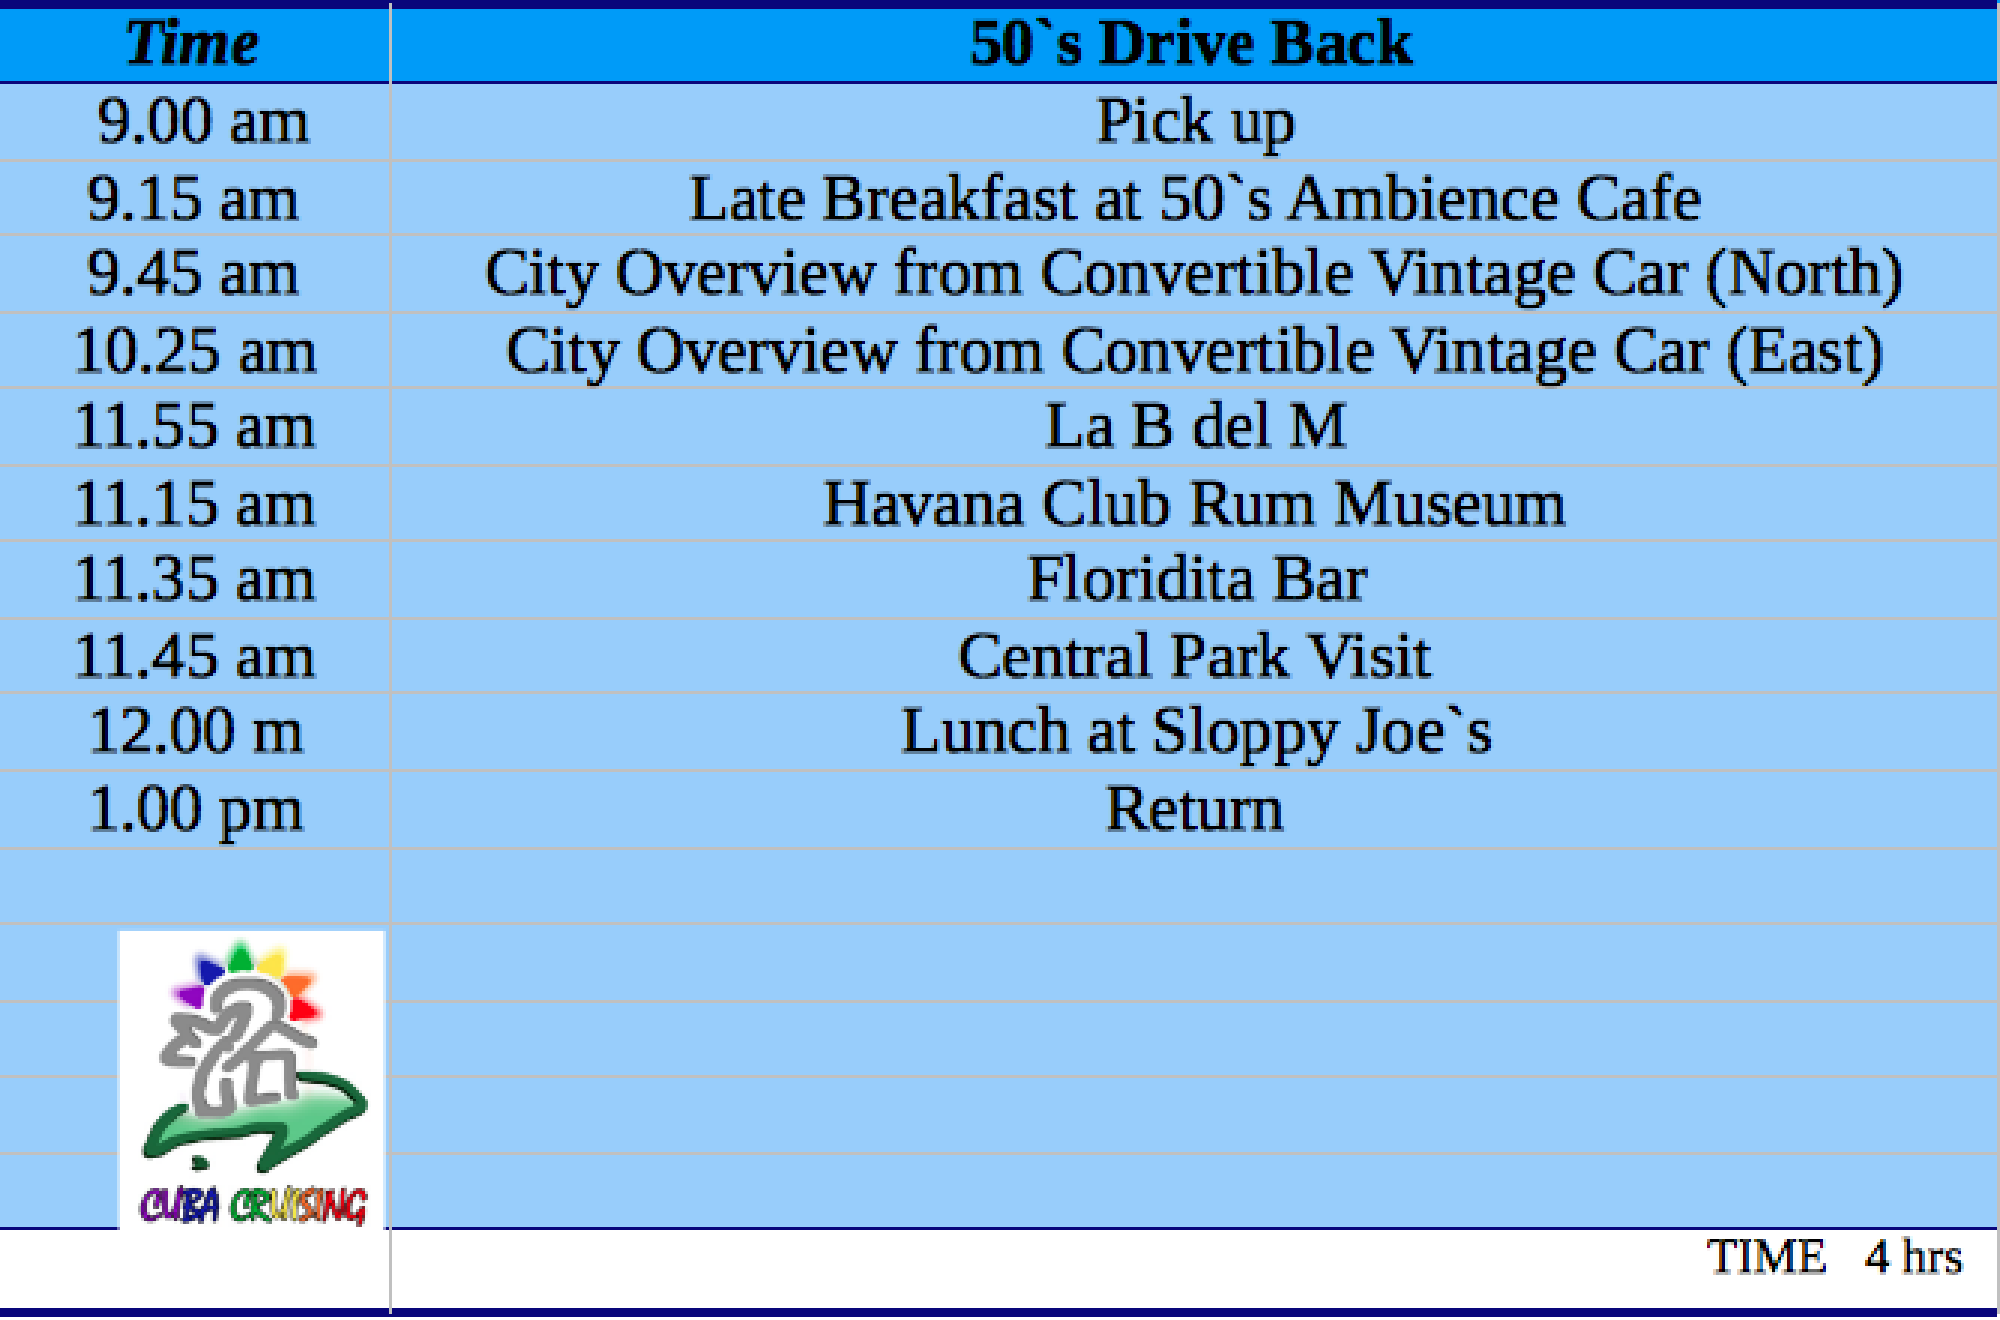 Time 50`s Drive Back
9.00 am Pick up
9.15 am Late Breakfast at 50`s Ambience Cafe
9.45 am City Overview from Convertible Vintage Car (North)
10.25 am City Overview from Convertible Vintage Car (East)
11.55 am La B del M
11.15 am Havana Club Rum Museum
11.35 am Floridita Bar
11.45 am Central Park Visit
12.00 m Lunch at Sloppy Joe`s
1.00 pm Return
CUBA CRUISING
TIME 4 hrs